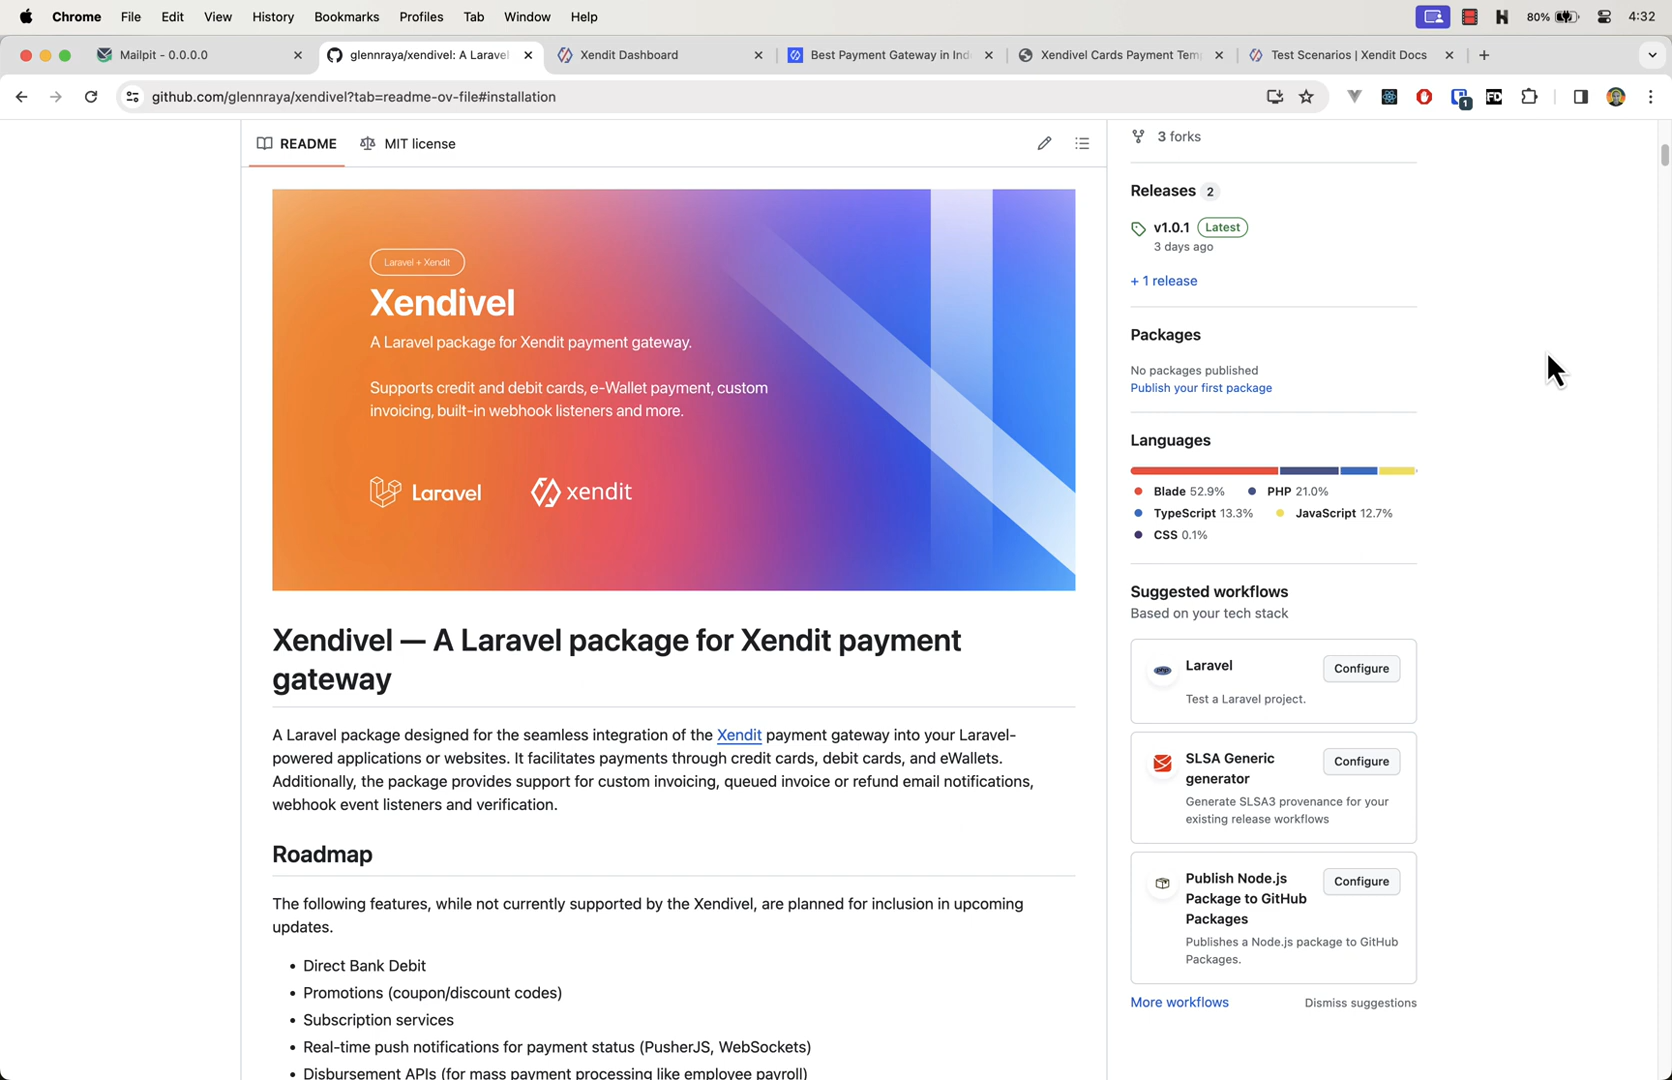 Chrome File Edit View History Bookmarks Profiles Tab Window Help 80% 4:32
Mailpit - 0.0.0.0 glennraya/xendivel: A Laravel Xendit Dashboard Best Payment Gateway in Ind Xendivel Cards Payment Tem Test Scenarios | Xendit Docs
github.com/glennraya/xendivel?tab=readme-ov-file#installation 1
README MIT license
Laravel + Xendit
Xendivel
A Laravel package for Xendit payment gateway.
Supports credit and debit cards, e-Wallet payment, custom
invoicing, built-in webhook listeners and more.
Laravel xendit
Xendivel — A Laravel package for Xendit payment
gateway
A Laravel package designed for the seamless integration of the Xendit payment gateway into your Laravel-
powered applications or websites. It facilitates payments through credit cards, debit cards, and eWallets.
Additionally, the package provides support for custom invoicing, queued invoice or refund email notifications,
webhook event listeners and verification.
Roadmap
The following features, while not currently supported by the Xendivel, are planned for inclusion in upcoming
updates.
• Direct Bank Debit
• Promotions (coupon/discount codes)
• Subscription services
• Real-time push notifications for payment status (PusherJS, WebSockets)
• Disbursement APIs (for mass payment processing like employee payroll)
3 forks
Releases 2
v1.0.1 Latest
3 days ago
+ 1 release
Packages
No packages published
Publish your first package
Languages
Blade 52.9% PHP 21.0%
TypeScript 13.3% JavaScript 12.7%
CSS 0.1%
Suggested workflows
Based on your tech stack
php Laravel Configure
Test a Laravel project.
SLSA Generic Configure
generator
Generate SLSA3 provenance for your
existing release workflows
Publish Node.js Configure
Package to GitHub
Packages
Publishes a Node.js package to GitHub
Packages.
More workflows Dismiss suggestions